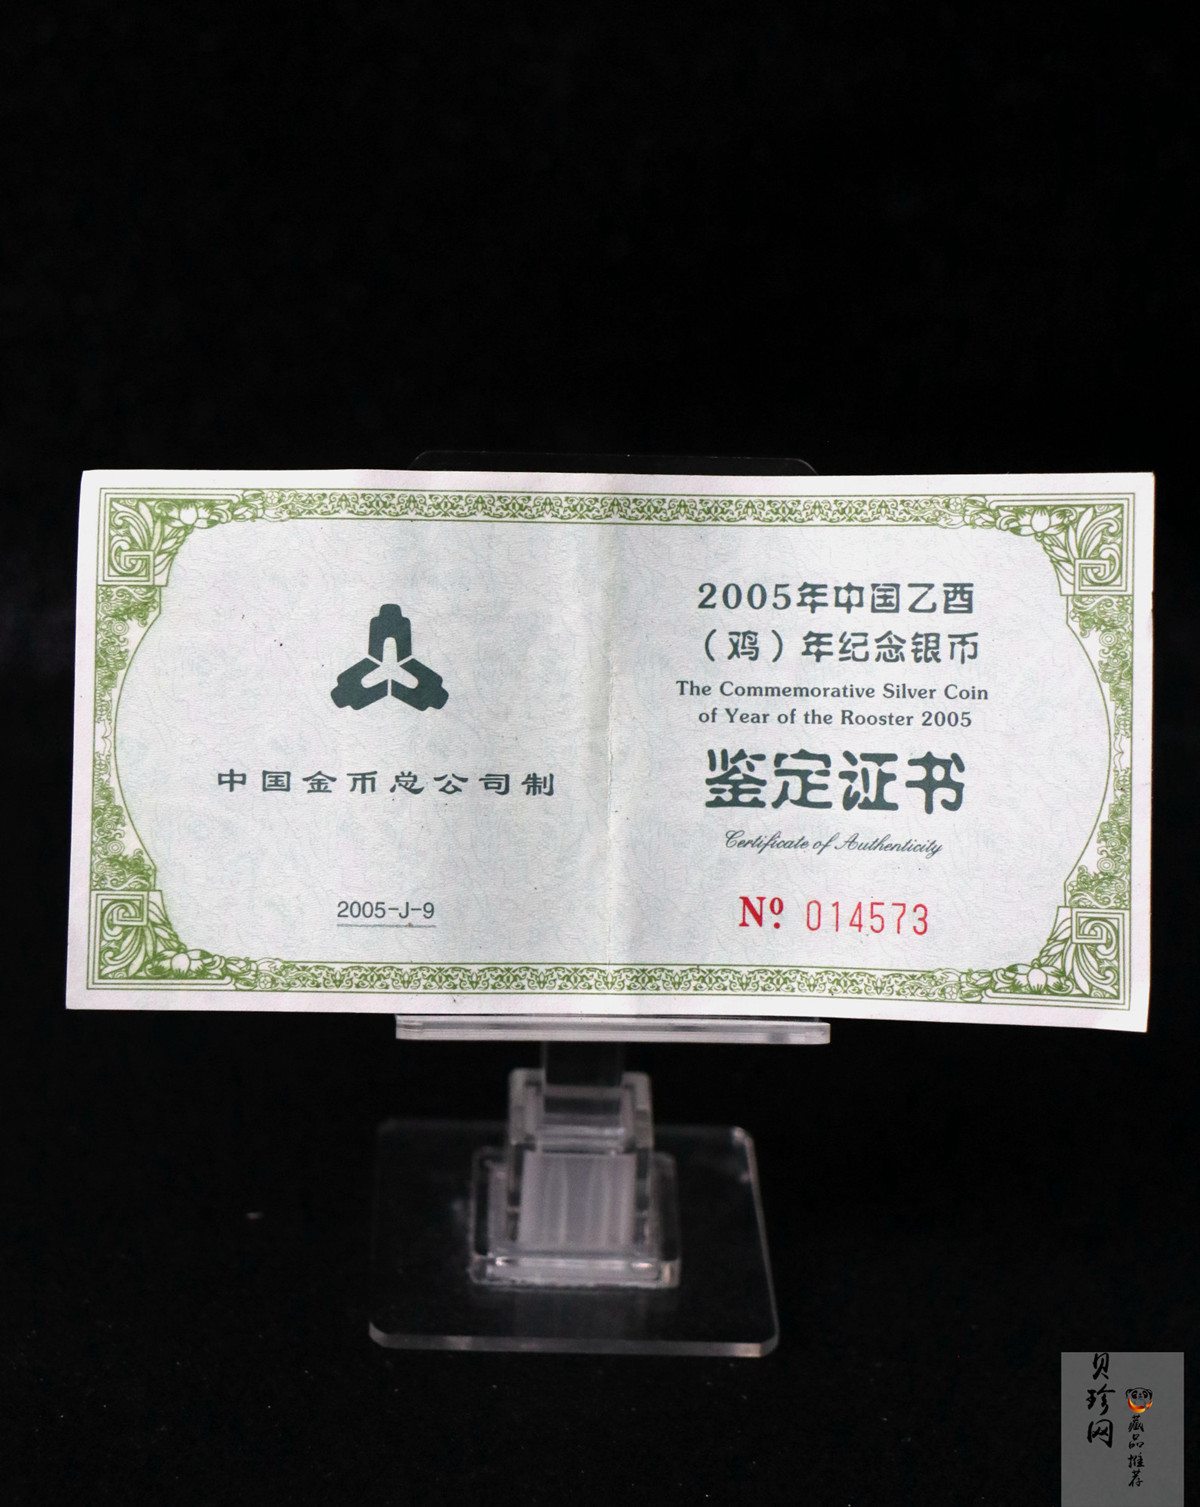 中国金币总公司制
2005-J-9
2005年中国乙酉
（鸡）年纪念银币
The Commemorative Silver Coin
of Year of the Rooster 2005
鉴定证书
Certificate of Authenticity
Nº 014573
贝珍网
藏品推荐